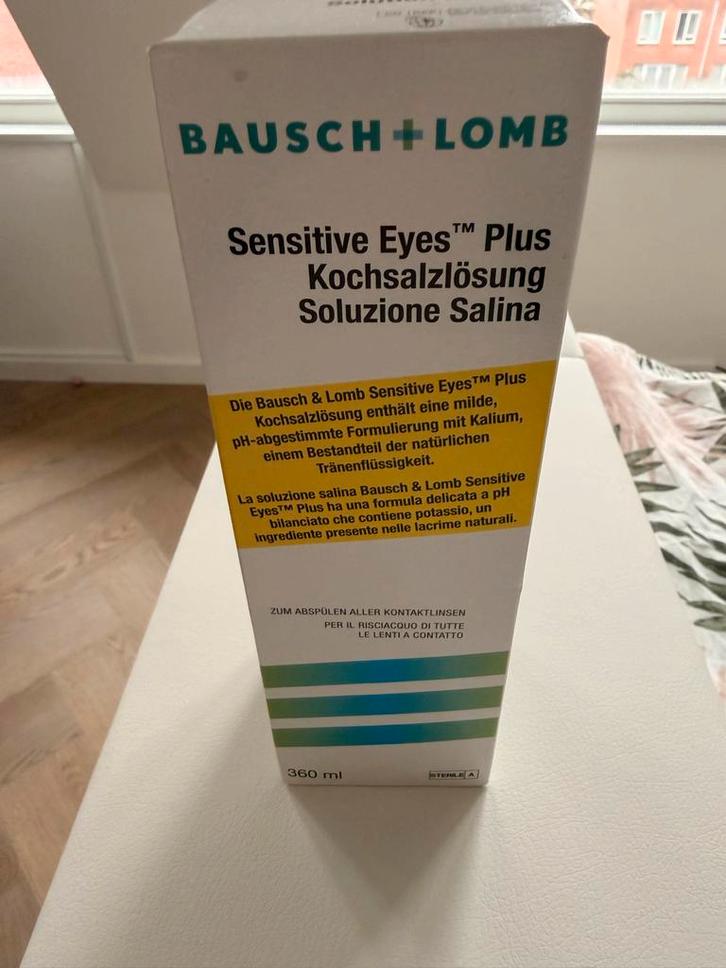 BAUSCH+LOMB
Sensitive Eyes™ Plus
Kochsalzlösung
Soluzione Salina
Die Bausch & Lomb Sensitive Eyes™ Plus
Kochsalzlösung enthält eine milde,
pH-abgestimmte Formulierung mit Kalium,
einem Bestandteil der natürlichen
Tränenflüssigkeit.
La soluzione salina Bausch & Lomb Sensitive
Eyes™ Plus ha una formula delicata a pH
bilanciato che contiene potassio, un
ingrediente presente nelle lacrime naturali.
ZUM ABSPÜLEN ALLER KONTAKTLINSEN
PER IL RISCIACQUO DI TUTTE
LE LENTI A CONTATTO
360 ml
STERILE A